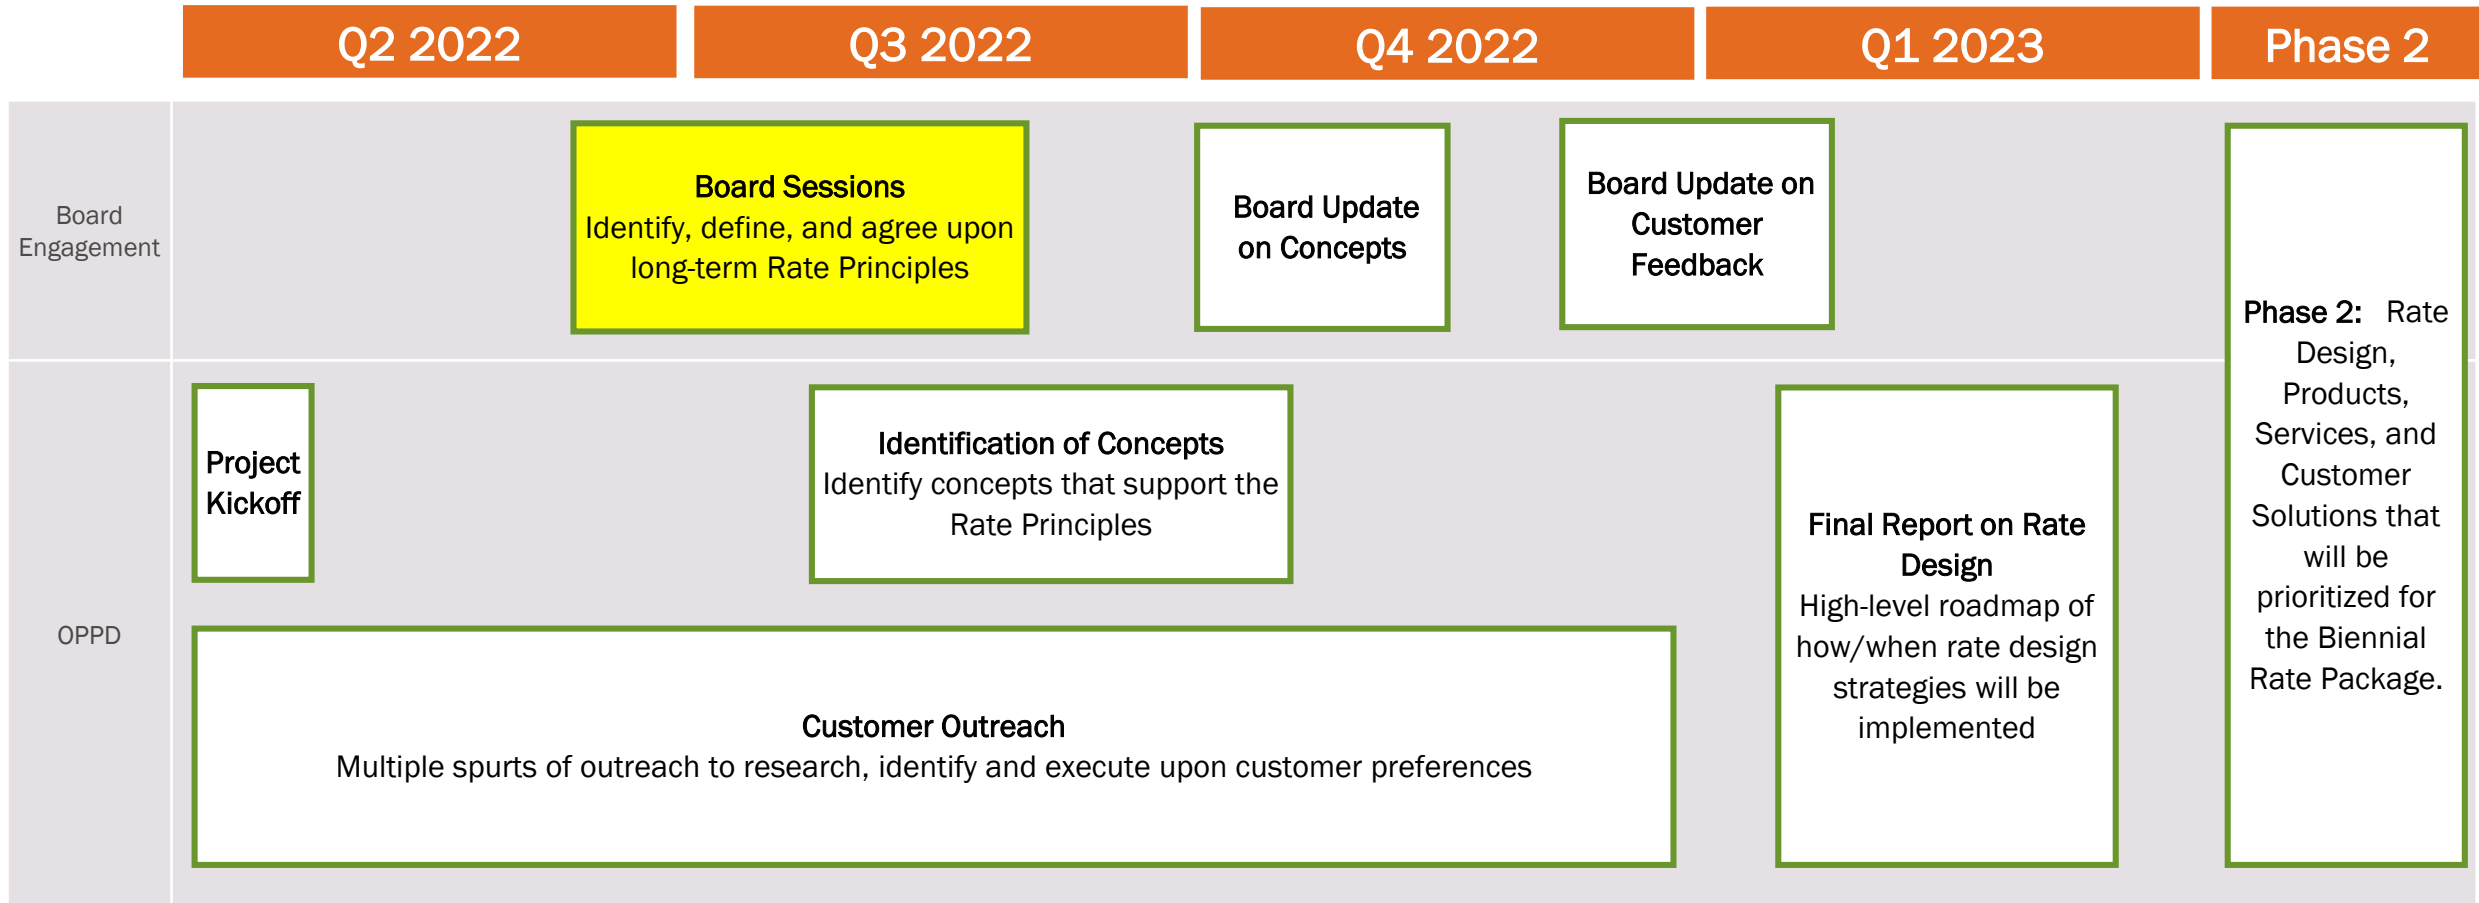 Q2 2022
Q3 2022
Q4 2022
Q1 2023
Phase 2
Board
Engagement
Board Sessions
Identify, define, and agree upon
long-term Rate Principles
Board Update
on Concepts
Board Update on
Customer
Feedback
Phase 2: Rate
Design,
Products,
Services, and
Customer
Solutions that
will be
prioritized for
the Biennial
Rate Package.
OPPD
Project
Kickoff
Identification of Concepts
Identify concepts that support the
Rate Principles
Final Report on Rate
Design
High-level roadmap of
how/when rate design
strategies will be
implemented
Customer Outreach
Multiple spurts of outreach to research, identify and execute upon customer preferences